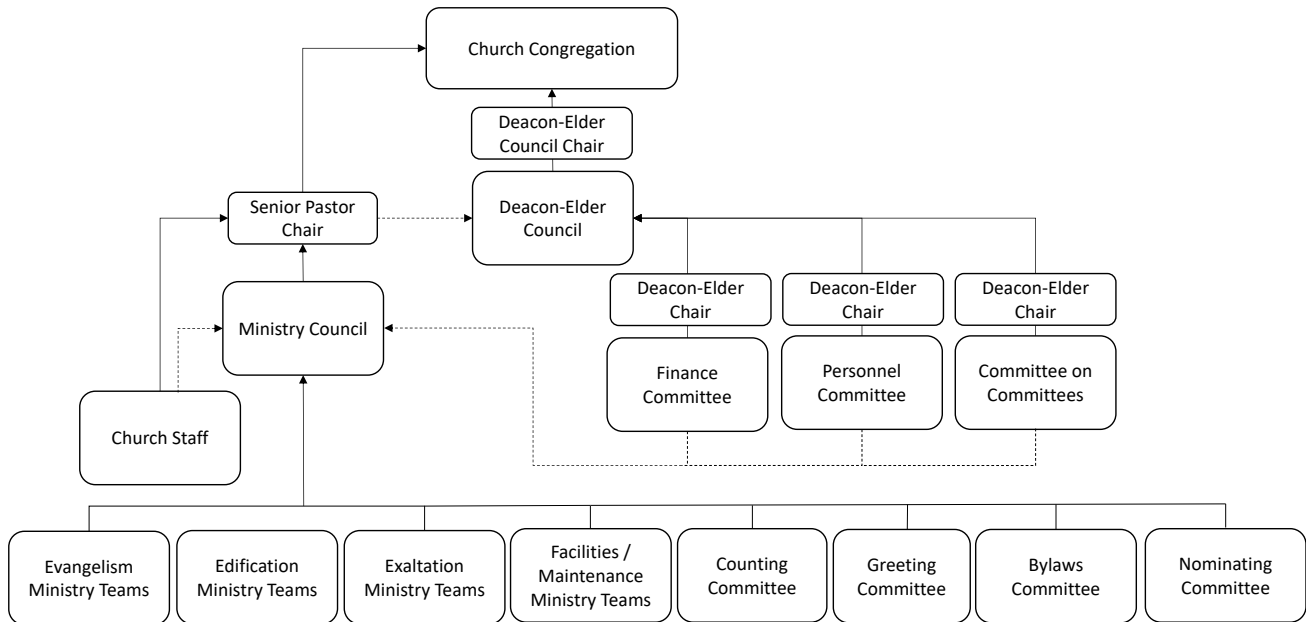 Church Congregation
Deacon-Elder
Council Chair
Senior Pastor
Chair
Deacon-Elder
Council
Deacon-Elder
Chair
Deacon-Elder
Chair
Deacon-Elder
Chair
Ministry Council
Finance
Committee
Personnel
Committee
Committee on
Committees
Church Staff
Evangelism
Ministry Teams
Edification
Ministry Teams
Exaltation
Ministry Teams
Facilities /
Maintenance
Ministry Teams
Counting
Committee
Greeting
Committee
Bylaws
Committee
Nominating
Committee